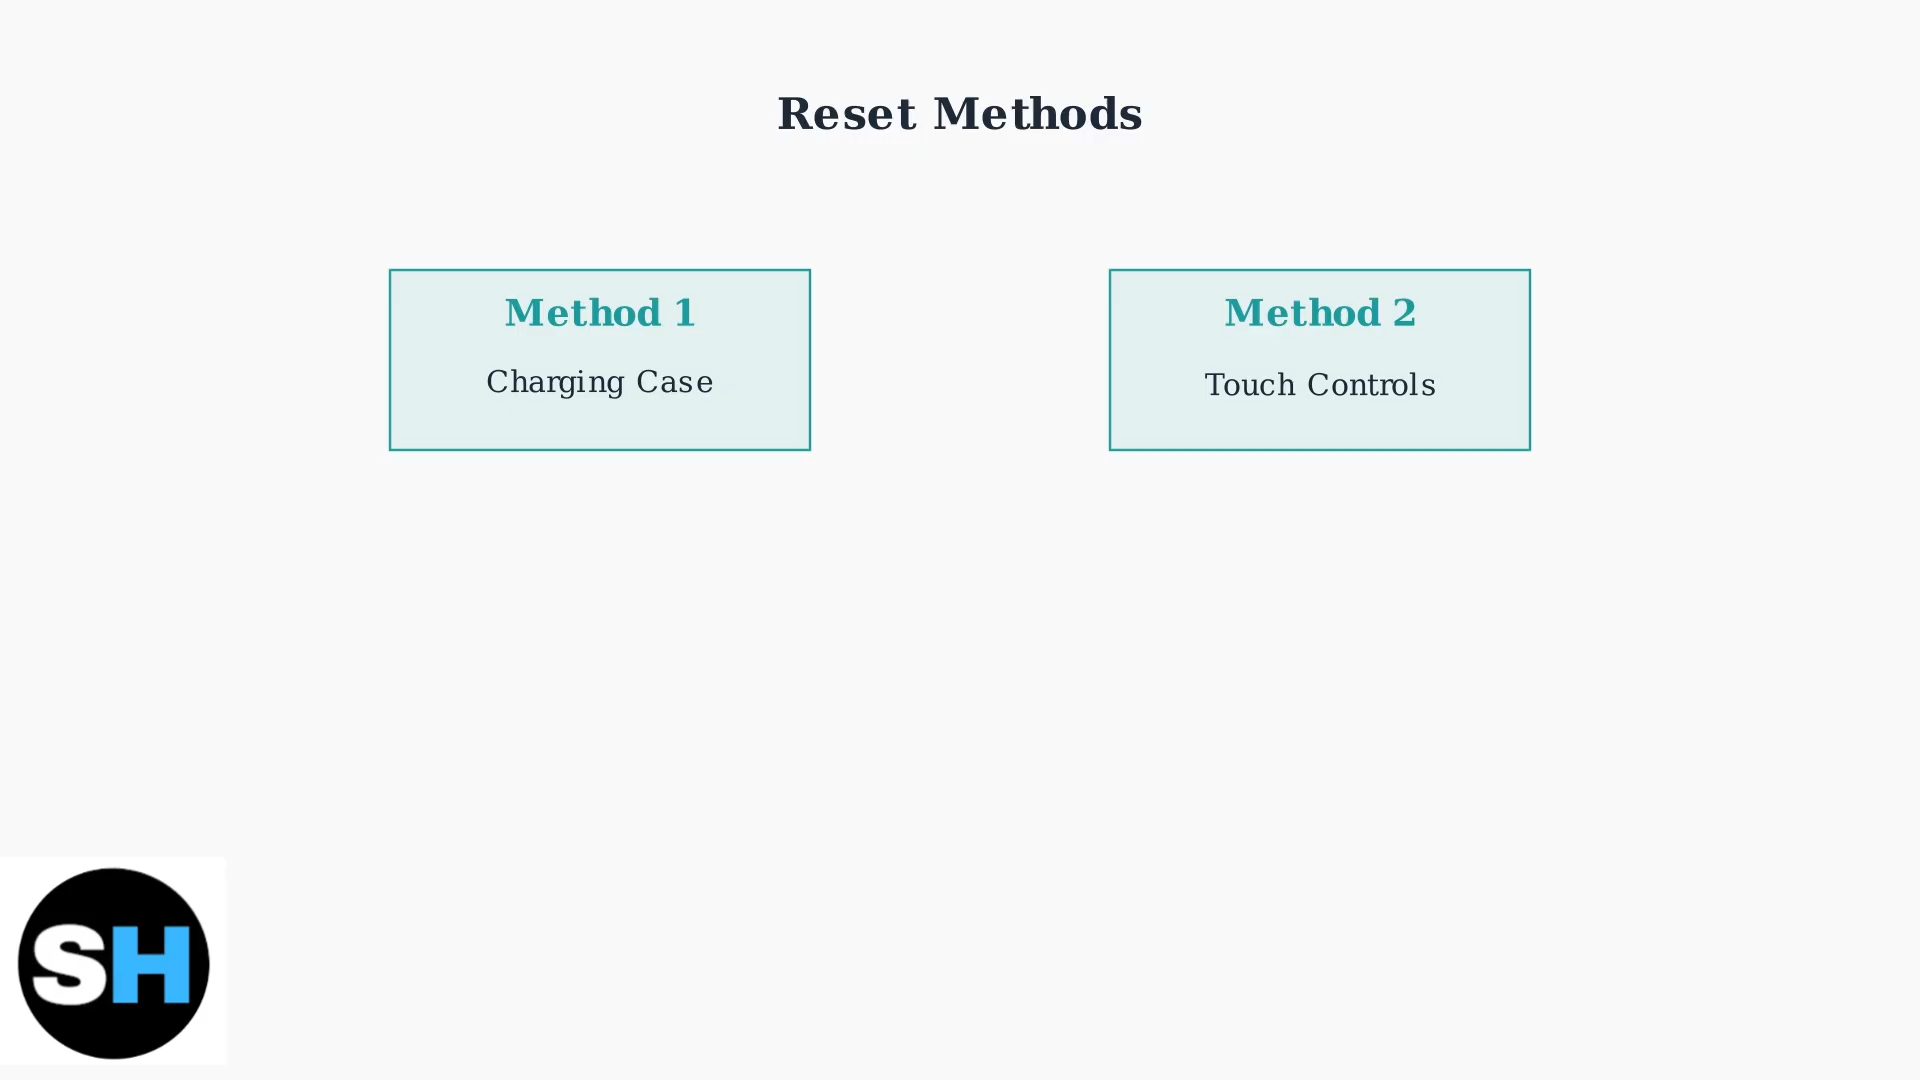 Reset Methods
Method 1
Charging Case
Method 2
Touch Controls
SH